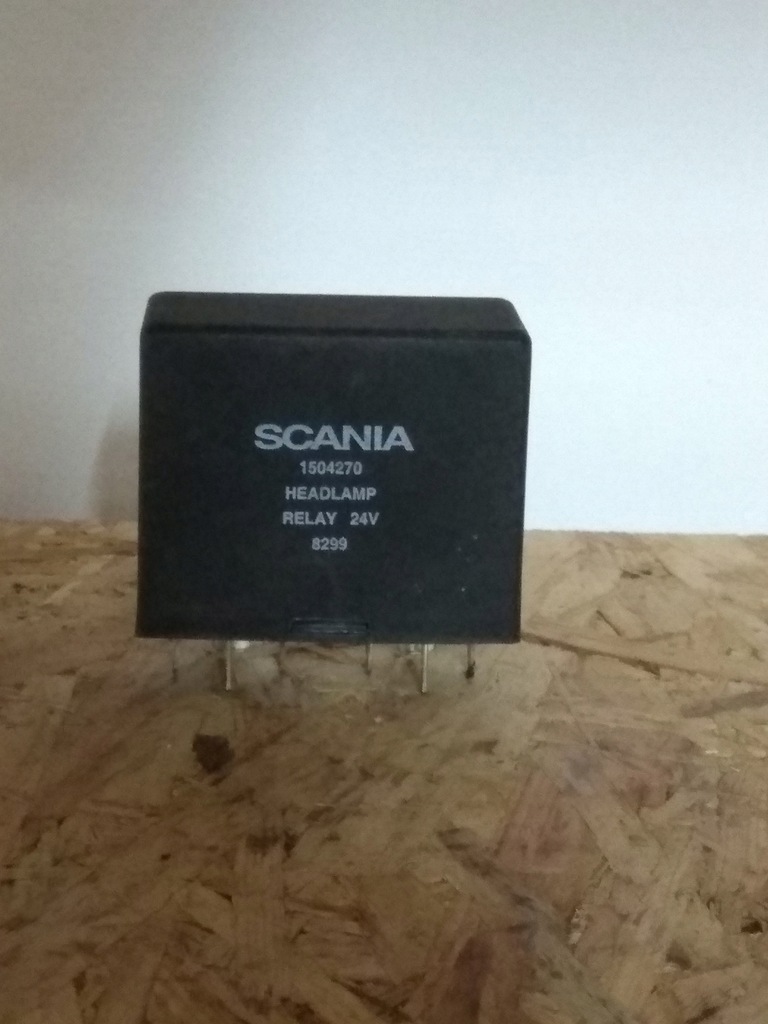 SCANIA
1504270
HEADLAMP
RELAY 24V
8299